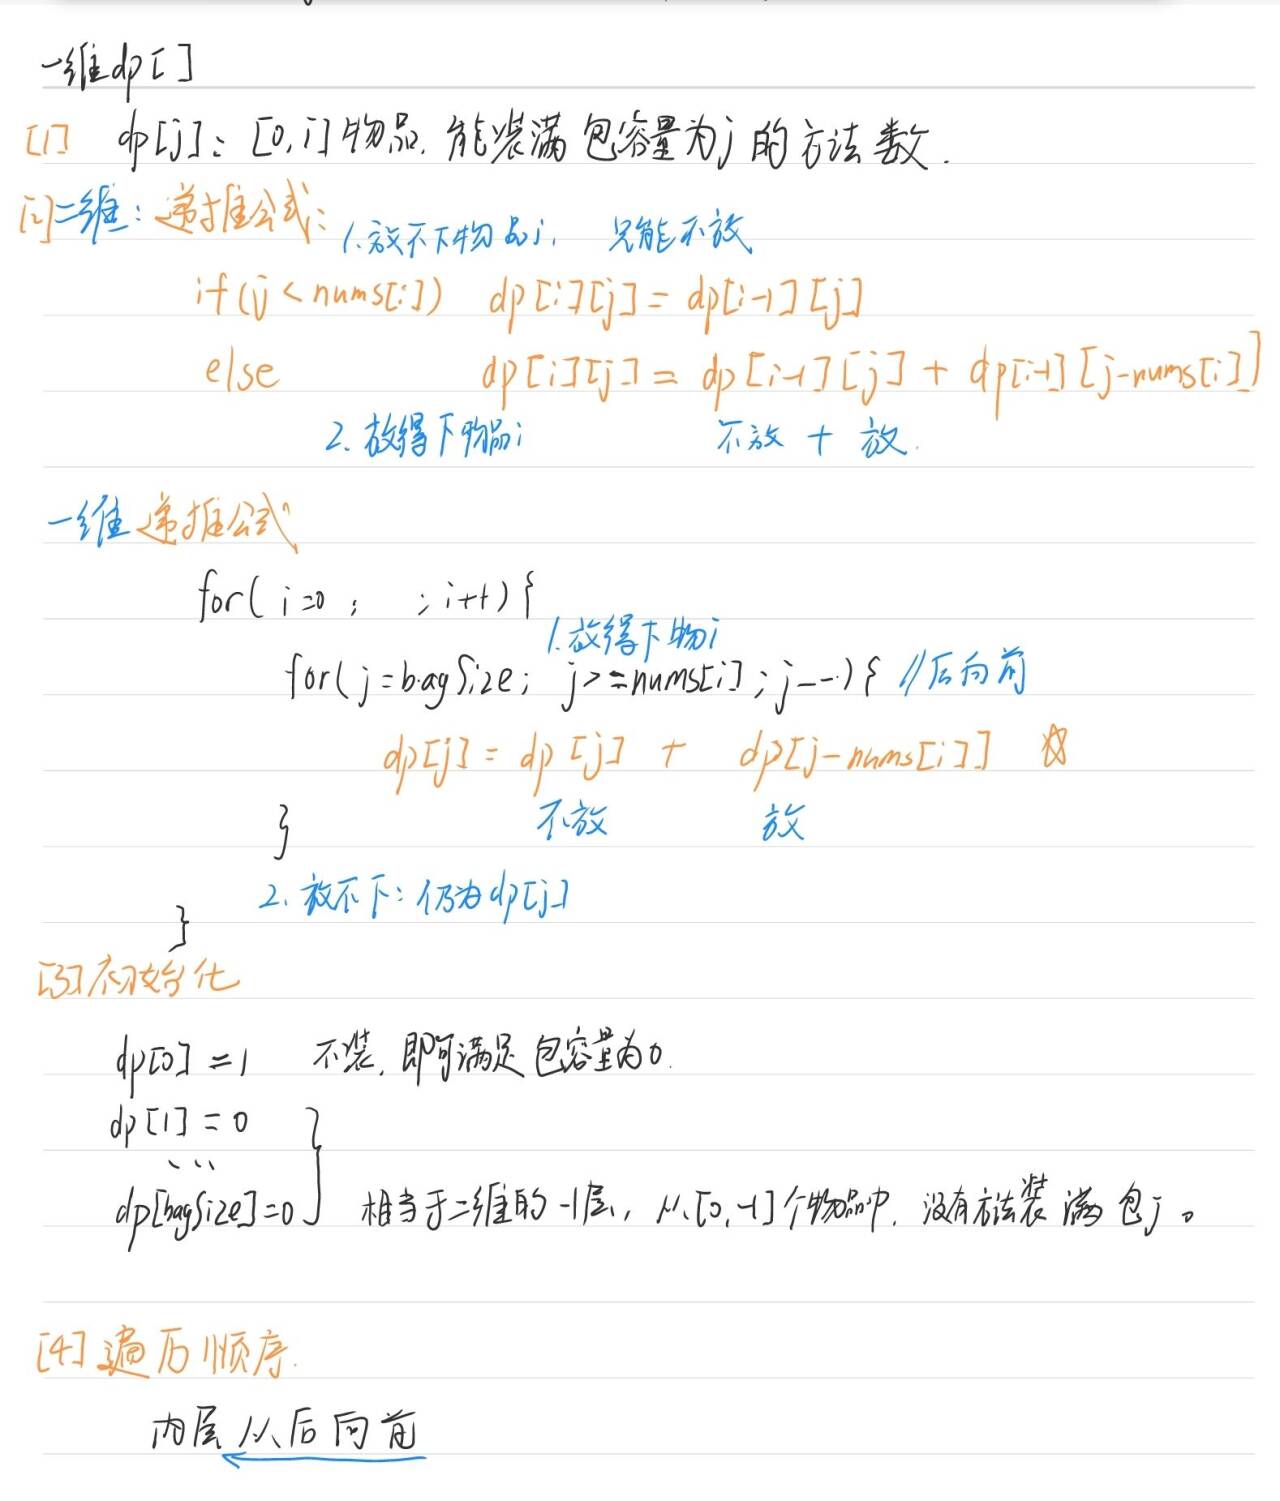 一维dp[]
[1] dp[j]: [0,i]物品, 能装满包容量为j的方法数.
[2]二维: 递推公式:
1.放不下物品i, 只能不放
if(j<nums[i]) dp[i][j]=dp[i-1][j]
else dp[i][j] = dp[i-1][j] + dp[i-1][j-nums[i]]
2.放得下物品i 不放 + 放.
一维递推公式
for( i=0 ; ; i++){
1.放得下物i
for(j=bagSize; j>=nums[i]; j--){ //后向前
dp[j] = dp[j] + dp[j-nums[i]] ☆
} 不放 放
2.放不下: 仍为dp[j]
}
[3]初始化
dp[0]=1 不装, 即可满足包容量为0.
dp[1]=0
...
dp[bagSize]=0 } 相当于二维的-1层, 从[0,-1]个物品中, 没有方法装满包j。
[4]遍历顺序.
内层从后向前